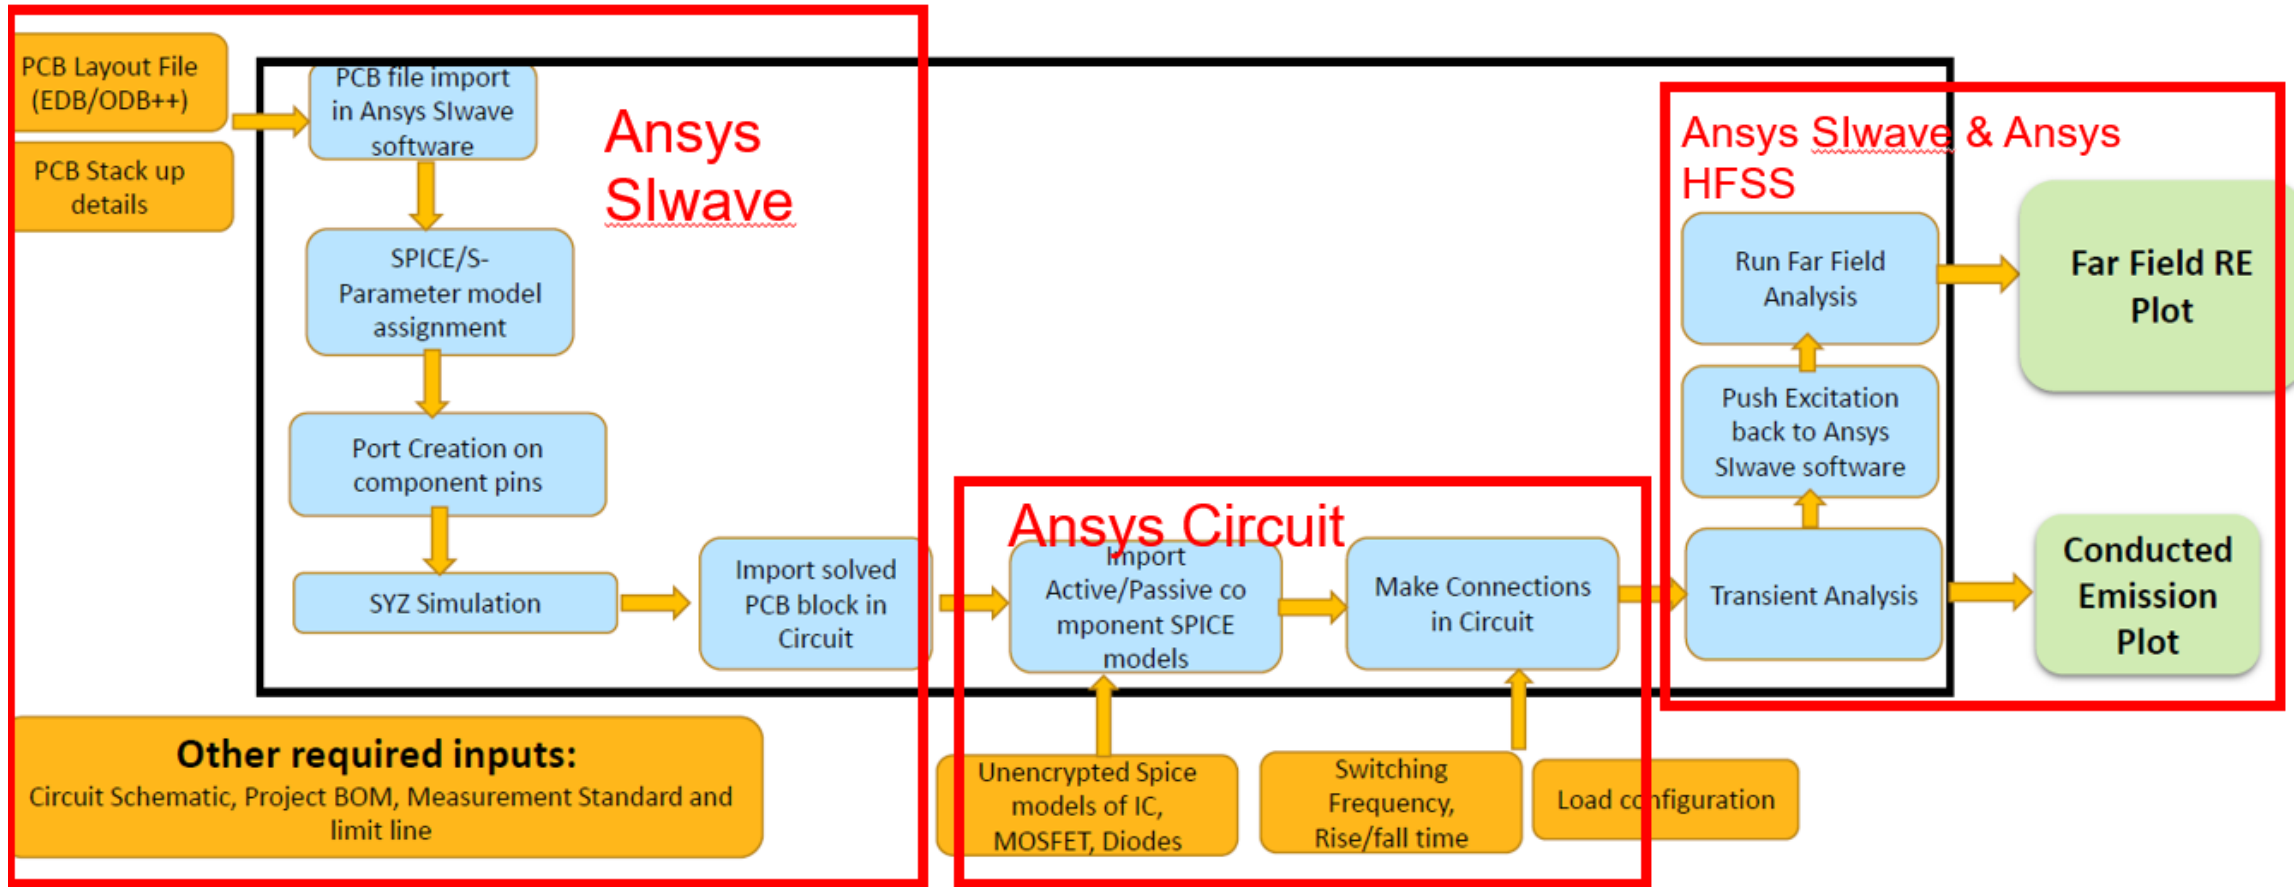 PCB Layout File
(EDB/ODB++)
PCB Stack up
details
PCB file import
in Ansys SIwave
software
Ansys
SIwave
SPICE/S-
Parameter model
assignment
Port Creation on
component pins
SYZ Simulation
Import solved
PCB block in
Circuit
Other required inputs:
Circuit Schematic, Project BOM, Measurement Standard and
limit line
Ansys Circuit
Import
Active/Passive co
mponent SPICE
models
Make Connections
in Circuit
Unencrypted Spice
models of IC,
MOSFET, Diodes
Switching
Frequency,
Rise/fall time
Load configuration
Ansys SIwave & Ansys
HFSS
Run Far Field
Analysis
Push Excitation
back to Ansys
SIwave software
Transient Analysis
Far Field RE
Plot
Conducted
Emission
Plot